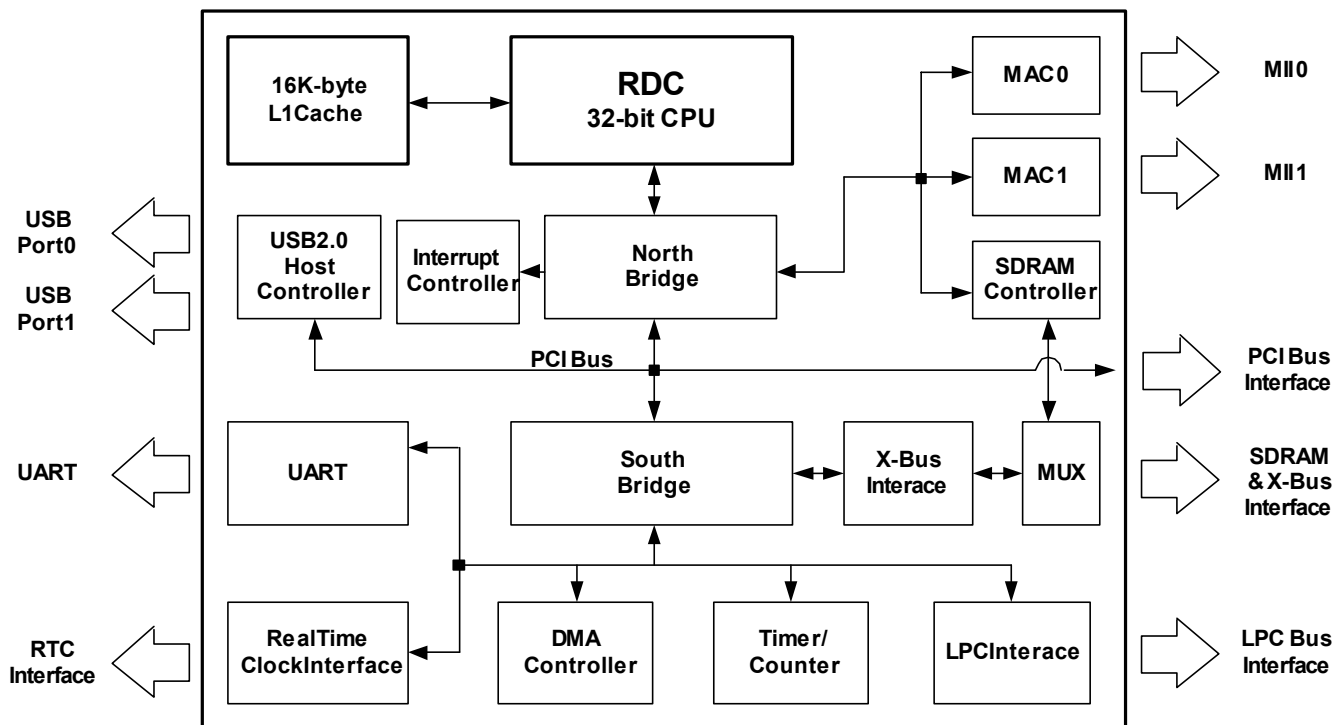 16K-byte
L1Cache
RDC
32-bit CPU
MAC0
MII0
MAC1
MII1
USB
Port0
USB
Port1
USB2.0
Host
Controller
Interrupt
Controller
North
Bridge
SDRAM
Controller
PCI Bus
PCI Bus
Interface
UART
UART
South
Bridge
X-Bus
Interace
MUX
SDRAM
& X-Bus
Interface
RTC
Interface
RealTime
ClockInterface
DMA
Controller
Timer/
Counter
LPCInterace
LPC Bus
Interface